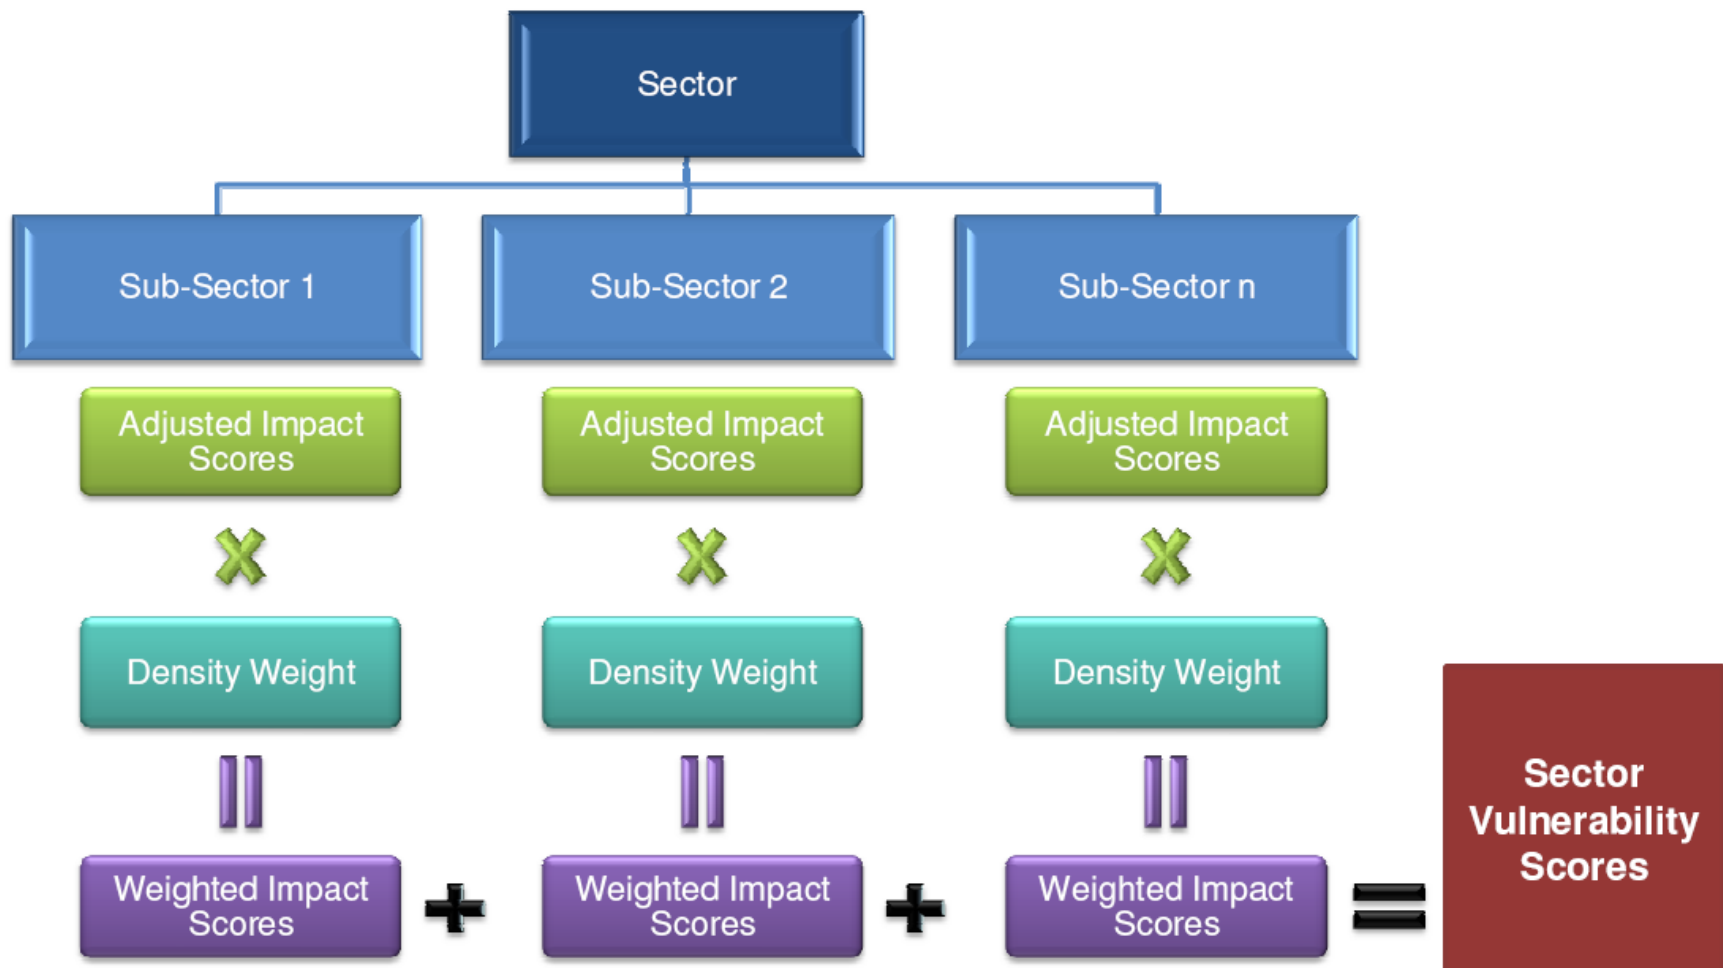 Sector
Sub-Sector 1
Sub-Sector 2
Sub-Sector n
Adjusted Impact
Scores
Adjusted Impact
Scores
Adjusted Impact
Scores
Density Weight
Density Weight
Density Weight
Weighted Impact
Scores
Weighted Impact
Scores
Weighted Impact
Scores
Sector
Vulnerability
Scores